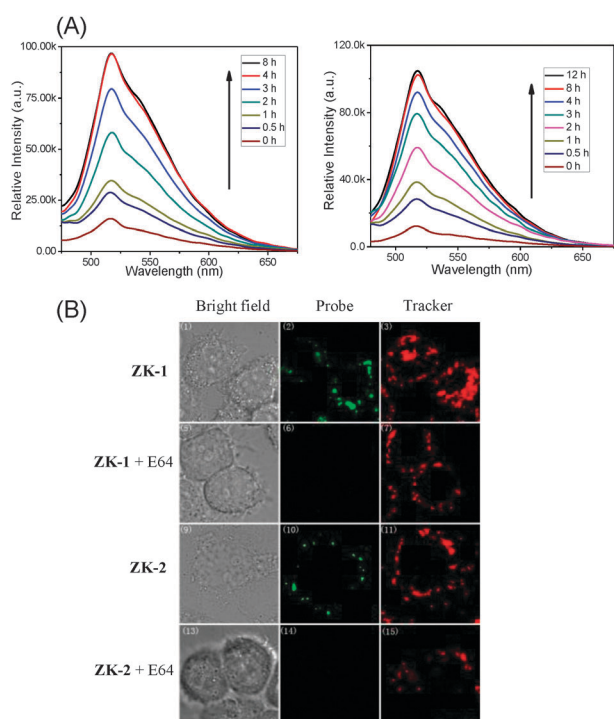 (A)
100.00k
75.00k
50.00k
25.00k
0.00
Relative Intensity (a.u.)
500
550
600
650
Wavelength (nm)
8 h
4 h
3 h
2 h
1 h
0.5 h
0 h
120.0k
80.0k
40.0k
0.0
Relative Intensity (a.u.)
500
550
600
650
Wavelength (nm)
12 h
8 h
4 h
3 h
2 h
1 h
0.5 h
0 h
(B)
Bright field Probe Tracker
ZK-1
(1) (2) (3)
ZK-1 + E64
(9) (6) (7)
ZK-2
(9) (10) (11)
ZK-2 + E64
(13) (14) (15)